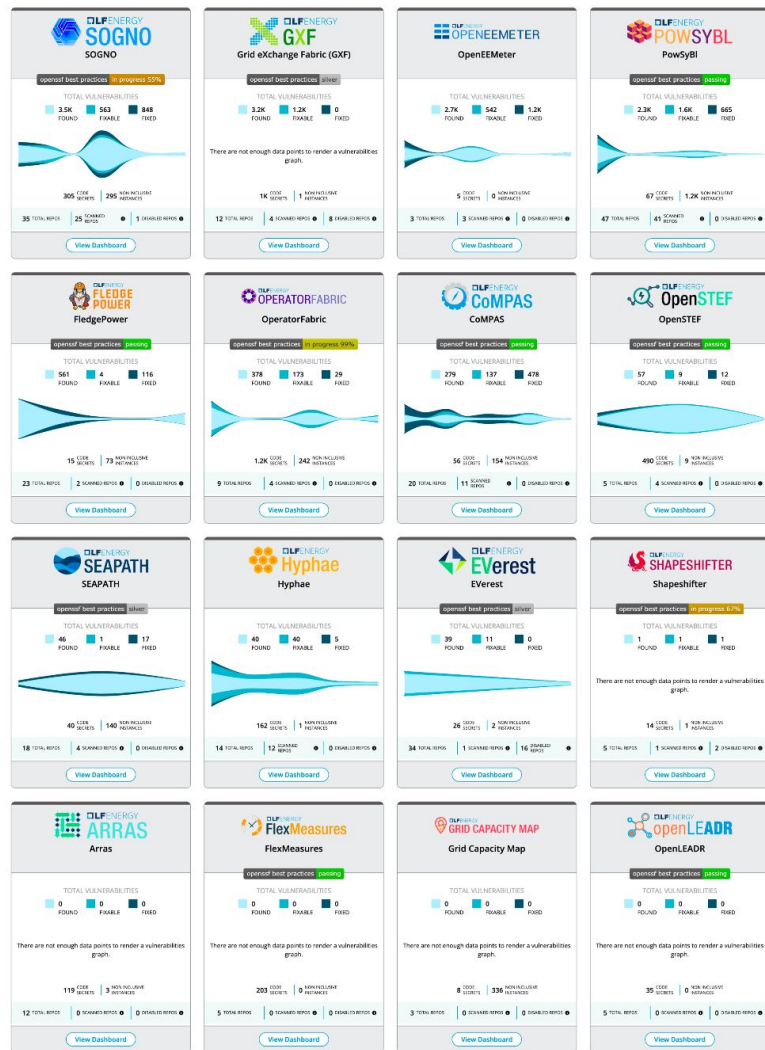 LFENERGY
SOGNO
SOGNO
openssf best practices in progress 55%
TOTAL VULNERABILITIES
3.5K FOUND 563 FIXABLE 848 FIXED
305 CODE SECRETS 295 NON INCLUSIVE INSTANCES
35 TOTAL REPOS 25 SCANNED REPOS 1 DISABLED REPOS
View Dashboard
LFENERGY
GXF
Grid eXchange Fabric (GXF)
openssf best practices silver
TOTAL VULNERABILITIES
3.2K FOUND 1.2K FIXABLE 0 FIXED
There are not enough data points to render a vulnerabilities
graph.
1K CODE SECRETS 1 NON INCLUSIVE INSTANCES
12 TOTAL REPOS 4 SCANNED REPOS 8 DISABLED REPOS
View Dashboard
LFENERGY
OPENEEMETER
OpenEEMeter
TOTAL VULNERABILITIES
2.7K FOUND 542 FIXABLE 1.2K FIXED
5 CODE SECRETS 0 NON INCLUSIVE INSTANCES
3 TOTAL REPOS 3 SCANNED REPOS 0 DISABLED REPOS
View Dashboard
LFENERGY
POWSYBL
PowSyBl
openssf best practices passing
TOTAL VULNERABILITIES
2.3K FOUND 1.6K FIXABLE 665 FIXED
67 CODE SECRETS 1.2K NON INCLUSIVE INSTANCES
47 TOTAL REPOS 41 SCANNED REPOS 0 DISABLED REPOS
View Dashboard
LFENERGY
FLEDGE
POWER
FledgePower
openssf best practices passing
TOTAL VULNERABILITIES
561 FOUND 4 FIXABLE 116 FIXED
15 CODE SECRETS 73 NON INCLUSIVE INSTANCES
23 TOTAL REPOS 2 SCANNED REPOS 0 DISABLED REPOS
View Dashboard
LFENERGY
OPERATORFABRIC
OperatorFabric
openssf best practices in progress 99%
TOTAL VULNERABILITIES
378 FOUND 173 FIXABLE 29 FIXED
1.2K CODE SECRETS 242 NON INCLUSIVE INSTANCES
9 TOTAL REPOS 4 SCANNED REPOS 0 DISABLED REPOS
View Dashboard
LFENERGY
CoMPAS
CoMPAS
openssf best practices passing
TOTAL VULNERABILITIES
279 FOUND 137 FIXABLE 478 FIXED
56 CODE SECRETS 154 NON INCLUSIVE INSTANCES
20 TOTAL REPOS 11 SCANNED REPOS 0 DISABLED REPOS
View Dashboard
LFENERGY
OpenSTEF
OpenSTEF
openssf best practices passing
TOTAL VULNERABILITIES
57 FOUND 9 FIXABLE 12 FIXED
490 CODE SECRETS 9 NON INCLUSIVE INSTANCES
5 TOTAL REPOS 4 SCANNED REPOS 0 DISABLED REPOS
View Dashboard
LFENERGY
SEAPATH
SEAPATH
openssf best practices silver
TOTAL VULNERABILITIES
46 FOUND 1 FIXABLE 17 FIXED
40 CODE SECRETS 140 NON INCLUSIVE INSTANCES
18 TOTAL REPOS 4 SCANNED REPOS 0 DISABLED REPOS
View Dashboard
LFENERGY
Hyphae
Hyphae
TOTAL VULNERABILITIES
40 FOUND 40 FIXABLE 5 FIXED
162 CODE SECRETS 1 NON INCLUSIVE INSTANCES
14 TOTAL REPOS 12 SCANNED REPOS 0 DISABLED REPOS
View Dashboard
LFENERGY
EVerest
EVerest
openssf best practices silver
TOTAL VULNERABILITIES
39 FOUND 11 FIXABLE 0 FIXED
26 CODE SECRETS 2 NON INCLUSIVE INSTANCES
34 TOTAL REPOS 1 SCANNED REPOS 16 DISABLED REPOS
View Dashboard
LFENERGY
SHAPESHIFTER
Shapeshifter
openssf best practices in progress 67%
TOTAL VULNERABILITIES
1 FOUND 1 FIXABLE 1 FIXED
There are not enough data points to render a vulnerabilities
graph.
14 CODE SECRETS 1 NON INCLUSIVE INSTANCES
5 TOTAL REPOS 1 SCANNED REPOS 2 DISABLED REPOS
View Dashboard
LFENERGY
ARRAS
Arras
TOTAL VULNERABILITIES
0 FOUND 0 FIXABLE 0 FIXED
There are not enough data points to render a vulnerabilities
graph.
119 CODE SECRETS 3 NON INCLUSIVE INSTANCES
12 TOTAL REPOS 0 SCANNED REPOS 0 DISABLED REPOS
View Dashboard
LFENERGY
FlexMeasures
FlexMeasures
openssf best practices passing
TOTAL VULNERABILITIES
0 FOUND 0 FIXABLE 0 FIXED
There are not enough data points to render a vulnerabilities
graph.
203 CODE SECRETS 0 NON INCLUSIVE INSTANCES
5 TOTAL REPOS 0 SCANNED REPOS 0 DISABLED REPOS
View Dashboard
LFENERGY
GRID CAPACITY MAP
Grid Capacity Map
TOTAL VULNERABILITIES
0 FOUND 0 FIXABLE 0 FIXED
There are not enough data points to render a vulnerabilities
graph.
8 CODE SECRETS 336 NON INCLUSIVE INSTANCES
3 TOTAL REPOS 0 SCANNED REPOS 0 DISABLED REPOS
View Dashboard
LFENERGY
openLEADR
OpenLEADR
openssf best practices passing
TOTAL VULNERABILITIES
0 FOUND 0 FIXABLE 0 FIXED
There are not enough data points to render a vulnerabilities
graph.
35 CODE SECRETS 0 NON INCLUSIVE INSTANCES
5 TOTAL REPOS 0 SCANNED REPOS 0 DISABLED REPOS
View Dashboard